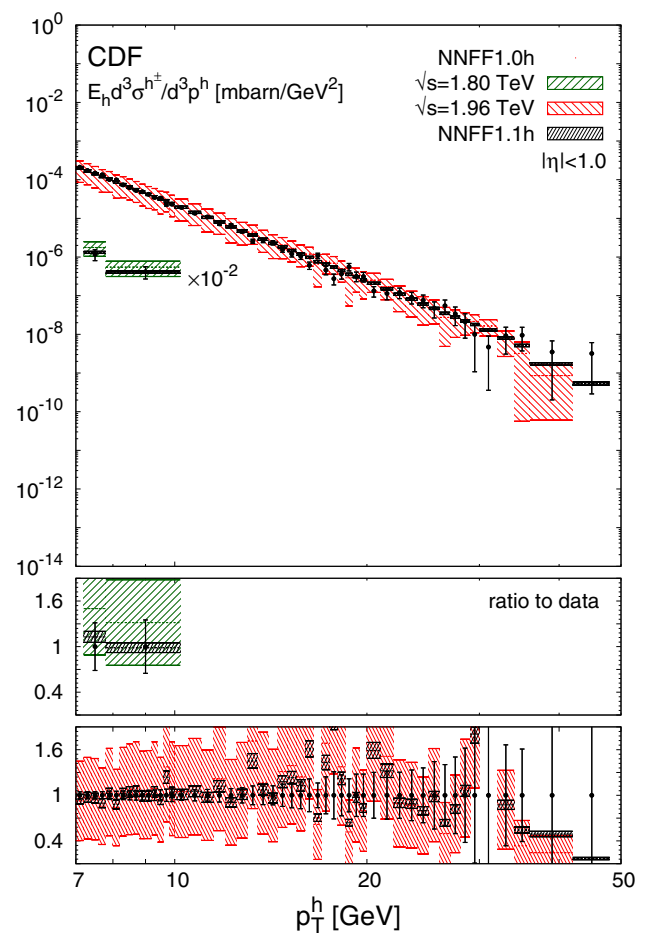 10^0
CDF
NNFF1.0h
E_h d^3σ^{h±}/d^3p^h [mbarn/GeV^2]
√s=1.80 TeV
10^-2
√s=1.96 TeV
NNFF1.1h
|η|<1.0
10^-4
10^-6
×10^-2
10^-8
10^-10
10^-12
10^-14
1.6
ratio to data
1
0.4
1.6
1
0.4
7 10 20 50
p_T^h [GeV]